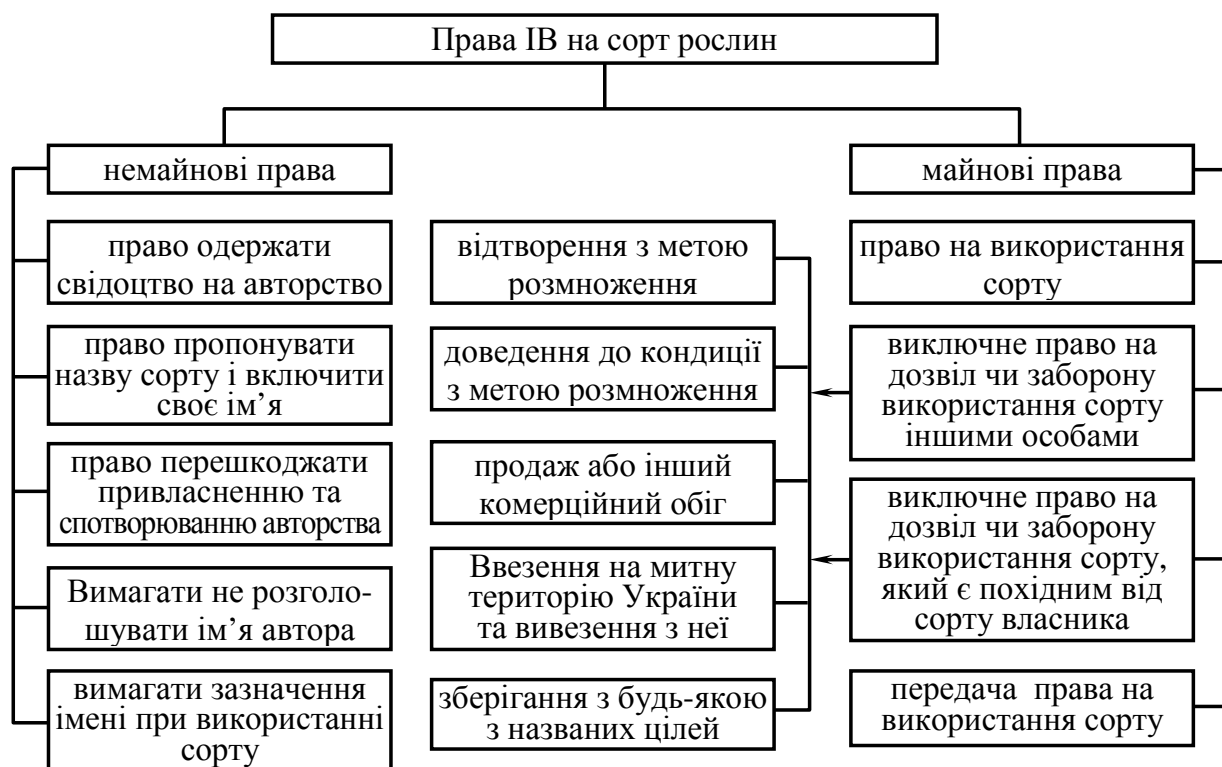 Права ІВ на сорт рослин
немайнові права
право одержати
свідоцтво на авторство
право пропонувати
назву сорту і включити
своє ім’я
право перешкоджати
привласненню та
спотворюванню авторства
Вимагати не розголо-
шувати ім’я автора
вимагати зазначення
імені при використанні
сорту
відтворення з метою
розмноження
доведення до кондиції
з метою розмноження
продаж або інший
комерційний обіг
Ввезення на митну
територію України
та вивезення з неї
зберігання з будь-якою
з названих цілей
майнові права
право на використання
сорту
виключне право на
дозвіл чи заборону
використання сорту
іншими особами
виключне право на
дозвіл чи заборону
використання сорту,
який є похідним від
сорту власника
передача права на
використання сорту